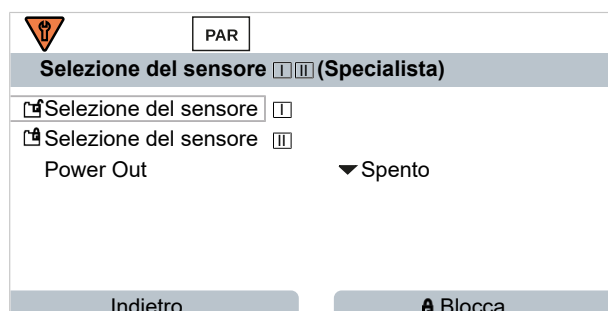 PAR
Selezione del sensore I II (Specialista)
Selezione del sensore I
Selezione del sensore II
Power Out Spento
Indietro Blocca